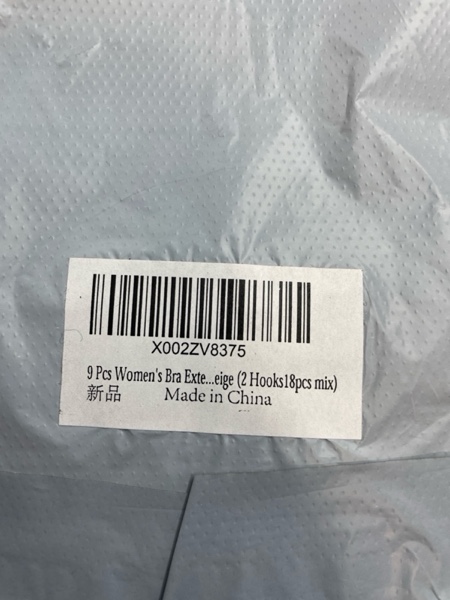 X002ZV8375
9 Pcs Women's Bra Exte...eige (2 Hooks18pcs mix)
新品 Made in China